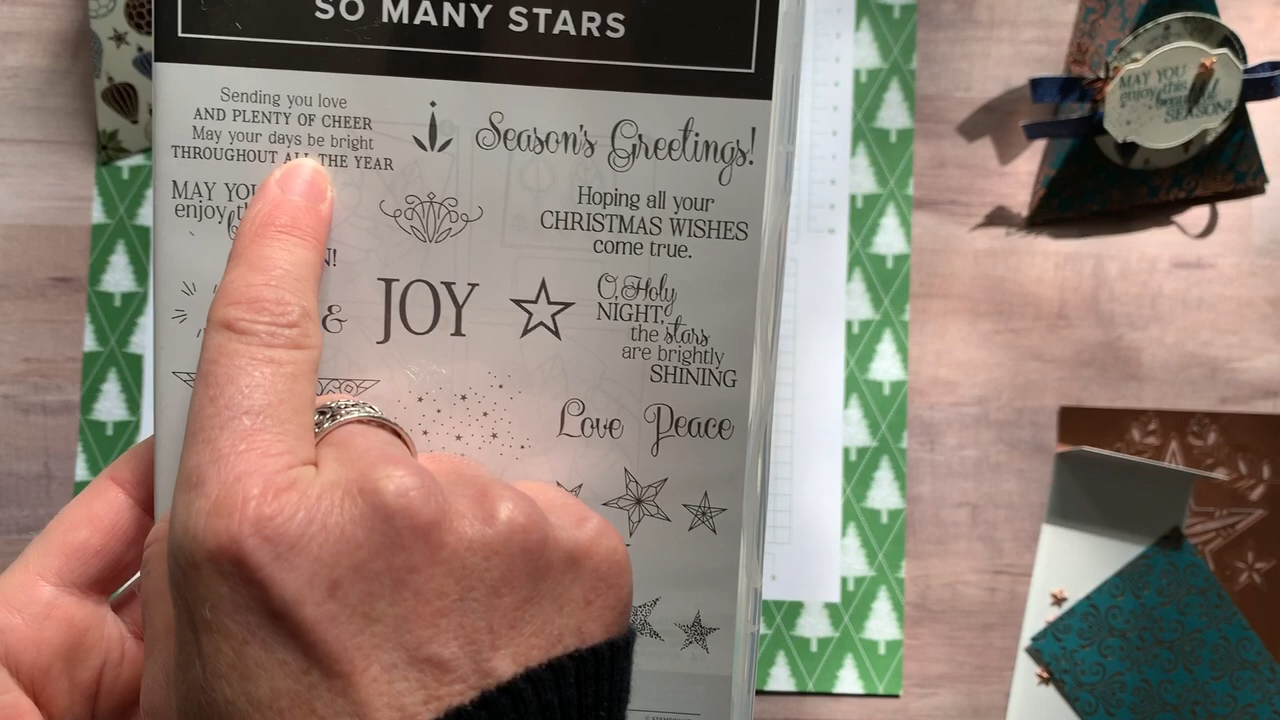 SO MANY STARS
Sending you love
AND PLENTY OF CHEER
May your days be bright
THROUGHOUT ALL THE YEAR
Season's Greetings!
MAY YOU
enjoy
Hoping all your
CHRISTMAS WISHES
come true.
& JOY
O, Holy
NIGHT,
the stars
are brightly
SHINING
Love Peace
MAY YOU
enjoy this
beautiful
SEASON!